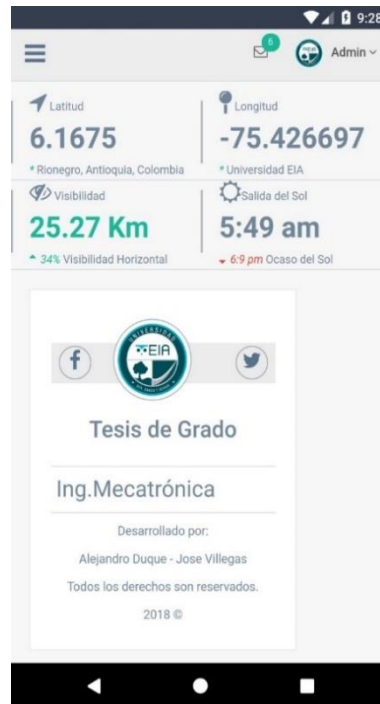 9:28
6
Admin
Latitud
6.1675
* Rionegro, Antioquia, Colombia
Longitud
-75.426697
* Universidad EIA
Visibilidad
25.27 Km
34% Visibilidad Horizontal
Salida del Sol
5:49 am
6:9 pm Ocaso del Sol
UNIVERSIDAD
EIA
Tesis de Grado
Ing.Mecatrónica
Desarrollado por:
Alejandro Duque - Jose Villegas
Todos los derechos son reservados.
2018 ©